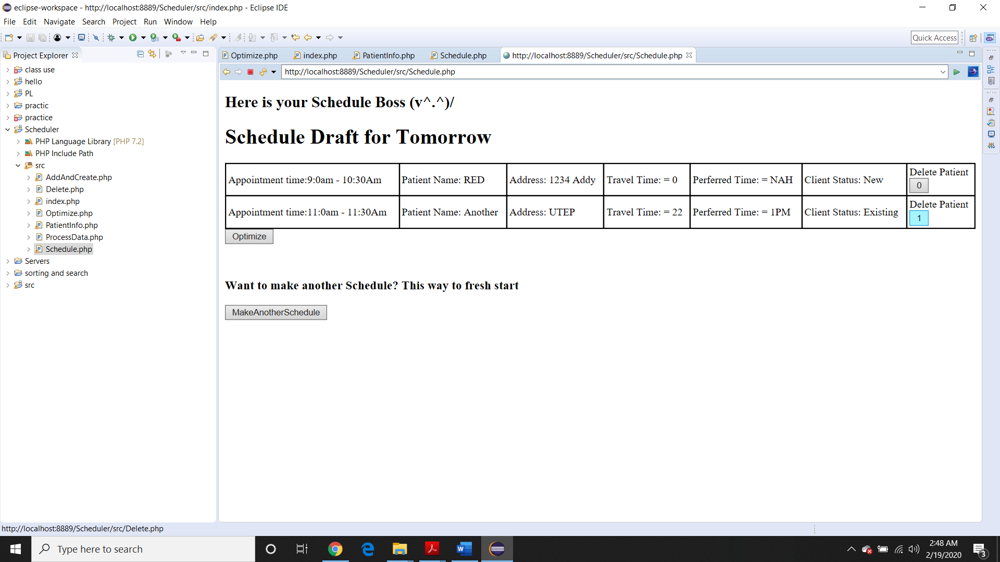 eclipse-workspace - http://localhost:8889/Scheduler/src/index.php - Eclipse IDE
File Edit Navigate Search Project Run Window Help
Quick Access
Project Explorer
Optimize.php index.php PatientInfo.php Schedule.php http://localhost:8889/Scheduler/src/Schedule.php
http://localhost:8889/Scheduler/src/Schedule.php
class use
hello
PL
practic
practice
Scheduler
PHP Language Library [PHP 7.2]
PHP Include Path
src
AddAndCreate.php
Delete.php
index.php
Optimize.php
PatientInfo.php
ProcessData.php
Schedule.php
Servers
sorting and search
src
Here is your Schedule Boss (v^.^)/
Schedule Draft for Tomorrow
Appointment time:9:0am - 10:30Am Patient Name: RED Address: 1234 Addy Travel Time: = 0 Perferred Time: = NAH Client Status: New Delete Patient
0
Appointment time:11:0am - 11:30Am Patient Name: Another Address: UTEP Travel Time: = 22 Perferred Time: = 1PM Client Status: Existing Delete Patient
1
Optimize
Want to make another Schedule? This way to fresh start
MakeAnotherSchedule
http://localhost:8889/Scheduler/src/Delete.php
Type here to search
2:48 AM
2/19/2020
3